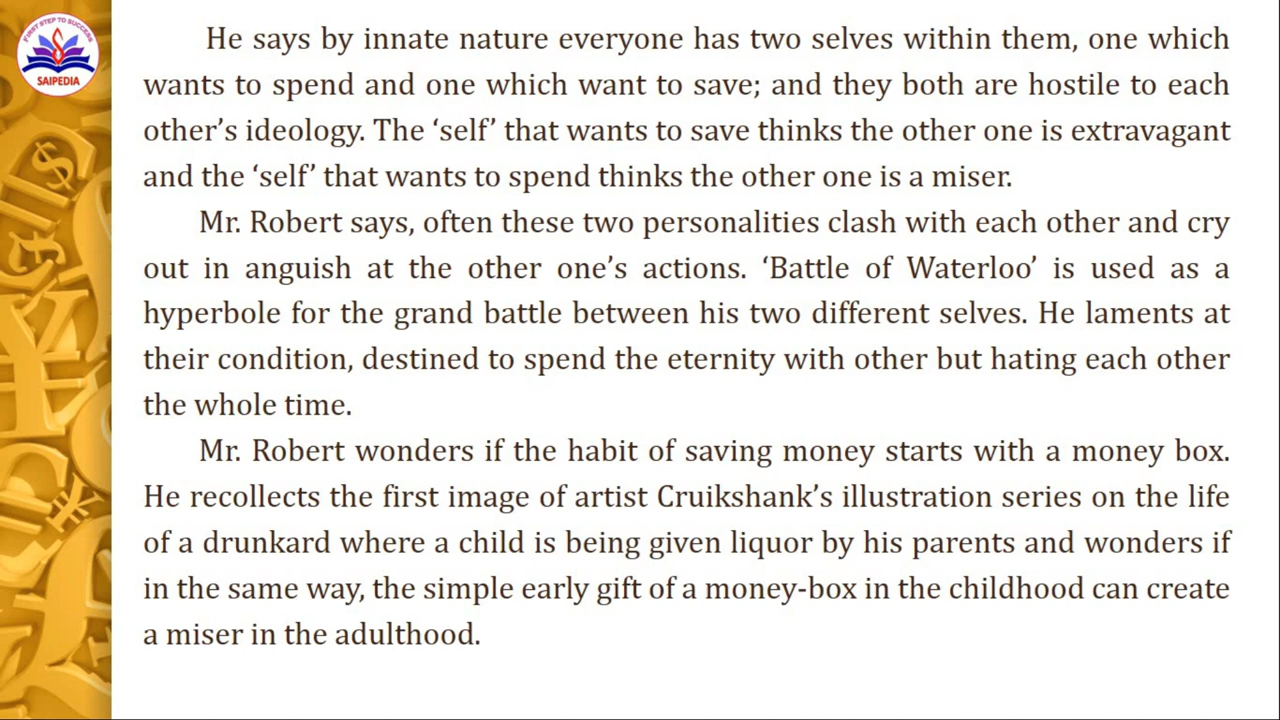 FIRST STEP TO SUCCESS
SAIPEDIA
He says by innate nature everyone has two selves within them, one which
wants to spend and one which want to save; and they both are hostile to each
other’s ideology. The ‘self’ that wants to save thinks the other one is extravagant
and the ‘self’ that wants to spend thinks the other one is a miser.
Mr. Robert says, often these two personalities clash with each other and cry
out in anguish at the other one’s actions. ‘Battle of Waterloo’ is used as a
hyperbole for the grand battle between his two different selves. He laments at
their condition, destined to spend the eternity with other but hating each other
the whole time.
Mr. Robert wonders if the habit of saving money starts with a money box.
He recollects the first image of artist Cruikshank’s illustration series on the life
of a drunkard where a child is being given liquor by his parents and wonders if
in the same way, the simple early gift of a money-box in the childhood can create
a miser in the adulthood.